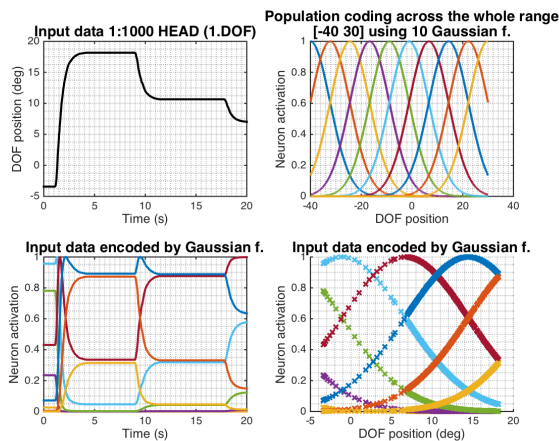 Input data 1:1000 HEAD (1.DOF)
20
15
10
5
0
-5
DOF position (deg)
0 5 10 15 20
Time (s)
Population coding across the whole range
[-40 30] using 10 Gaussian f.
1
0.8
0.6
0.4
0.2
0
Neuron activation
-40 -20 0 20 40
DOF position
Input data encoded by Gaussian f.
1
0.8
0.6
0.4
0.2
0
Neuron activation
0 5 10 15 20
Time (s)
Input data encoded by Gaussian f.
1
0.8
0.6
0.4
0.2
0
Neuron activation
-5 0 5 10 15 20
DOF position (deg)